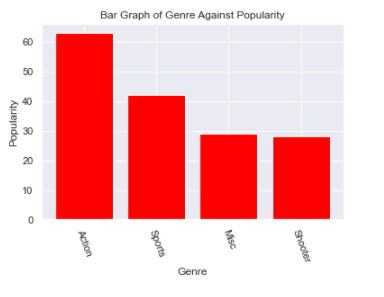 Bar Graph of Genre Against Popularity
60
50
40
30
20
10
0
Popularity
Action
Sports
Misc
Shooter
Genre